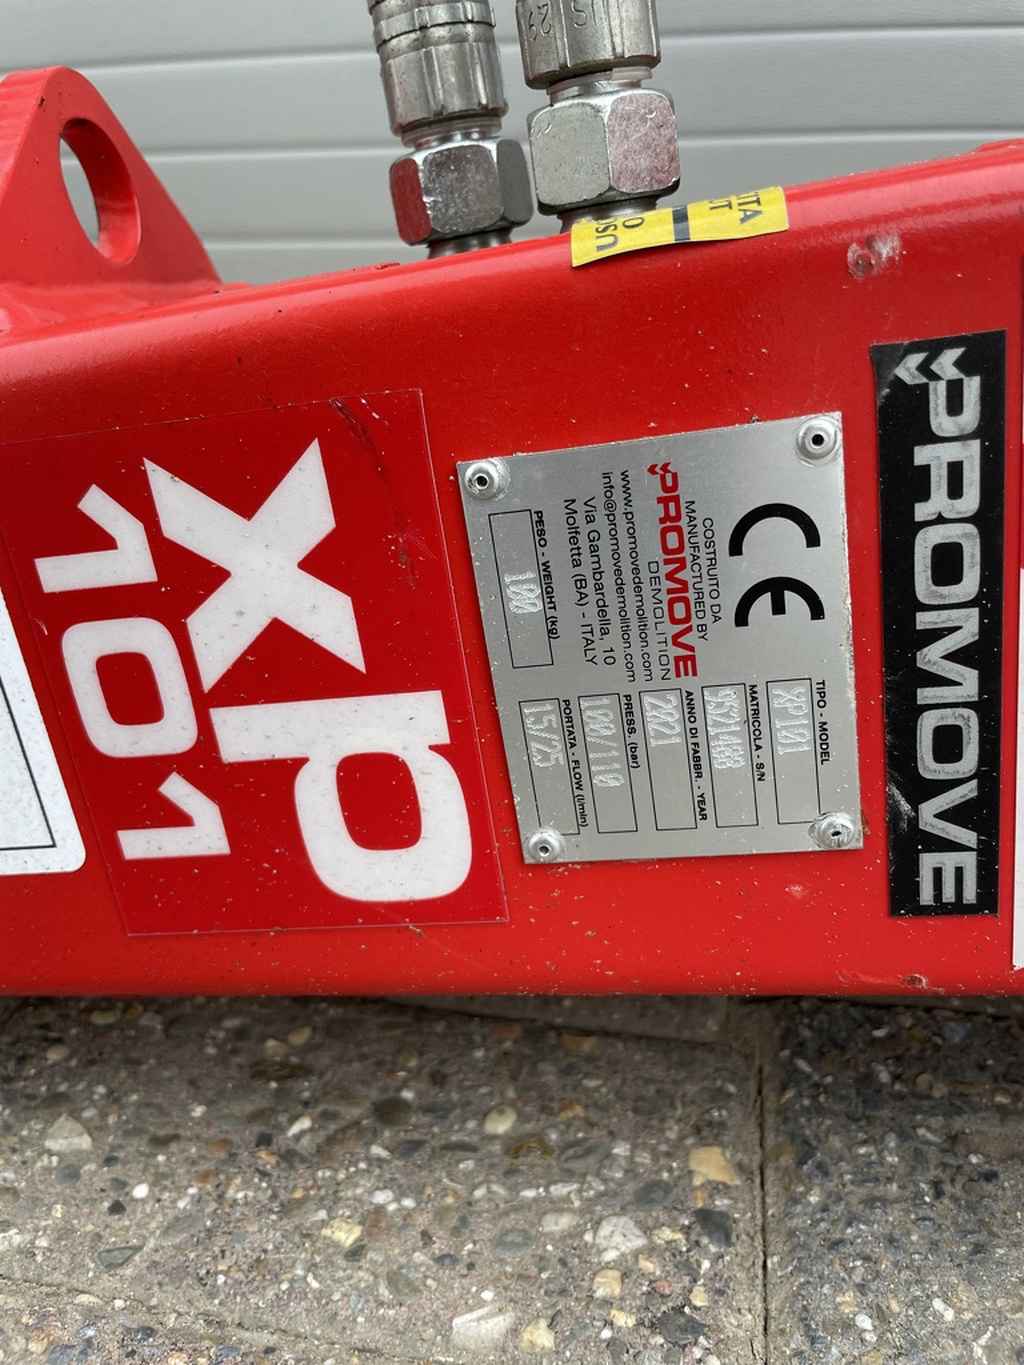 PROMOVE
CE
COSTRUITO DA
MANUFACTURED BY
PROMOVE
DEMOLITION
www.promovedemolition.com
info@promovedemolition.com
Via Gambardella, 10
Molfetta (BA) - ITALY
TIPO - MODEL
XP101
MATRICOLA - S/N
ANNO DI FABBR. - YEAR
2021
PRESS. (bar)
100/10
PORTATA - FLOW (l/min)
15/25
PESO - WEIGHT (kg)
100
XP
101